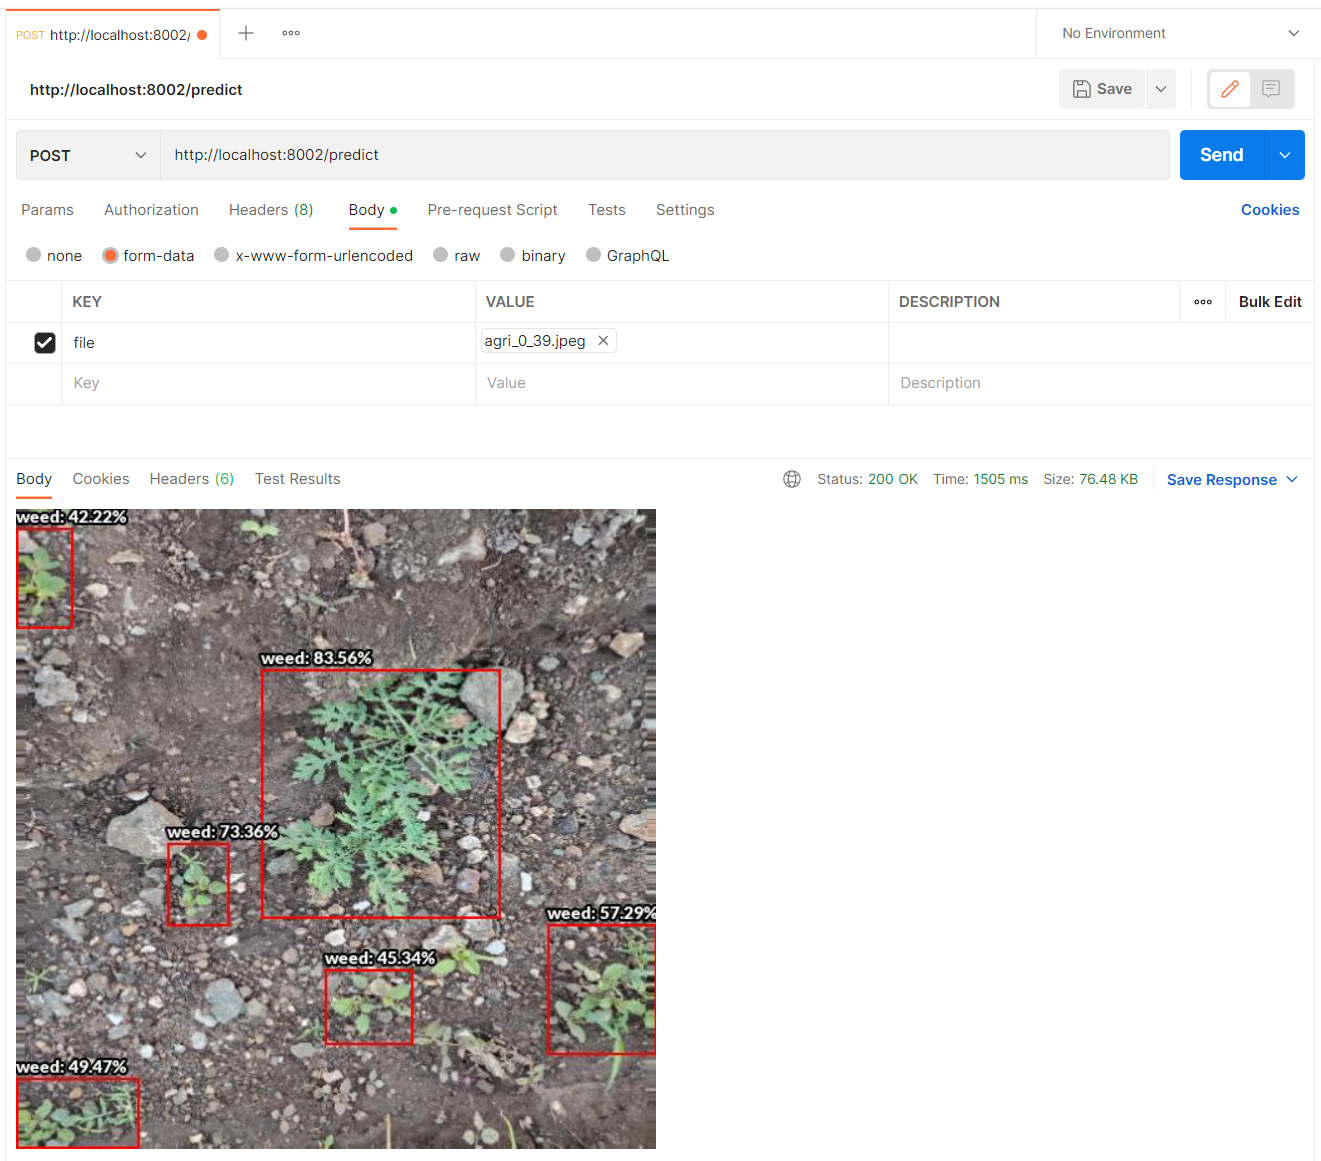 POST http://localhost:8002/
No Environment
http://localhost:8002/predict
Save
POST http://localhost:8002/predict Send
Params Authorization Headers (8) Body Pre-request Script Tests Settings Cookies
none form-data x-www-form-urlencoded raw binary GraphQL
KEY VALUE DESCRIPTION Bulk Edit
file agri_0_39.jpeg
Key Value Description
Body Cookies Headers (6) Test Results Status: 200 OK Time: 1505 ms Size: 76.48 KB Save Response
weed: 42.22%
weed: 83.56%
weed: 73.36%
weed: 57.29%
weed: 45.34%
weed: 49.47%